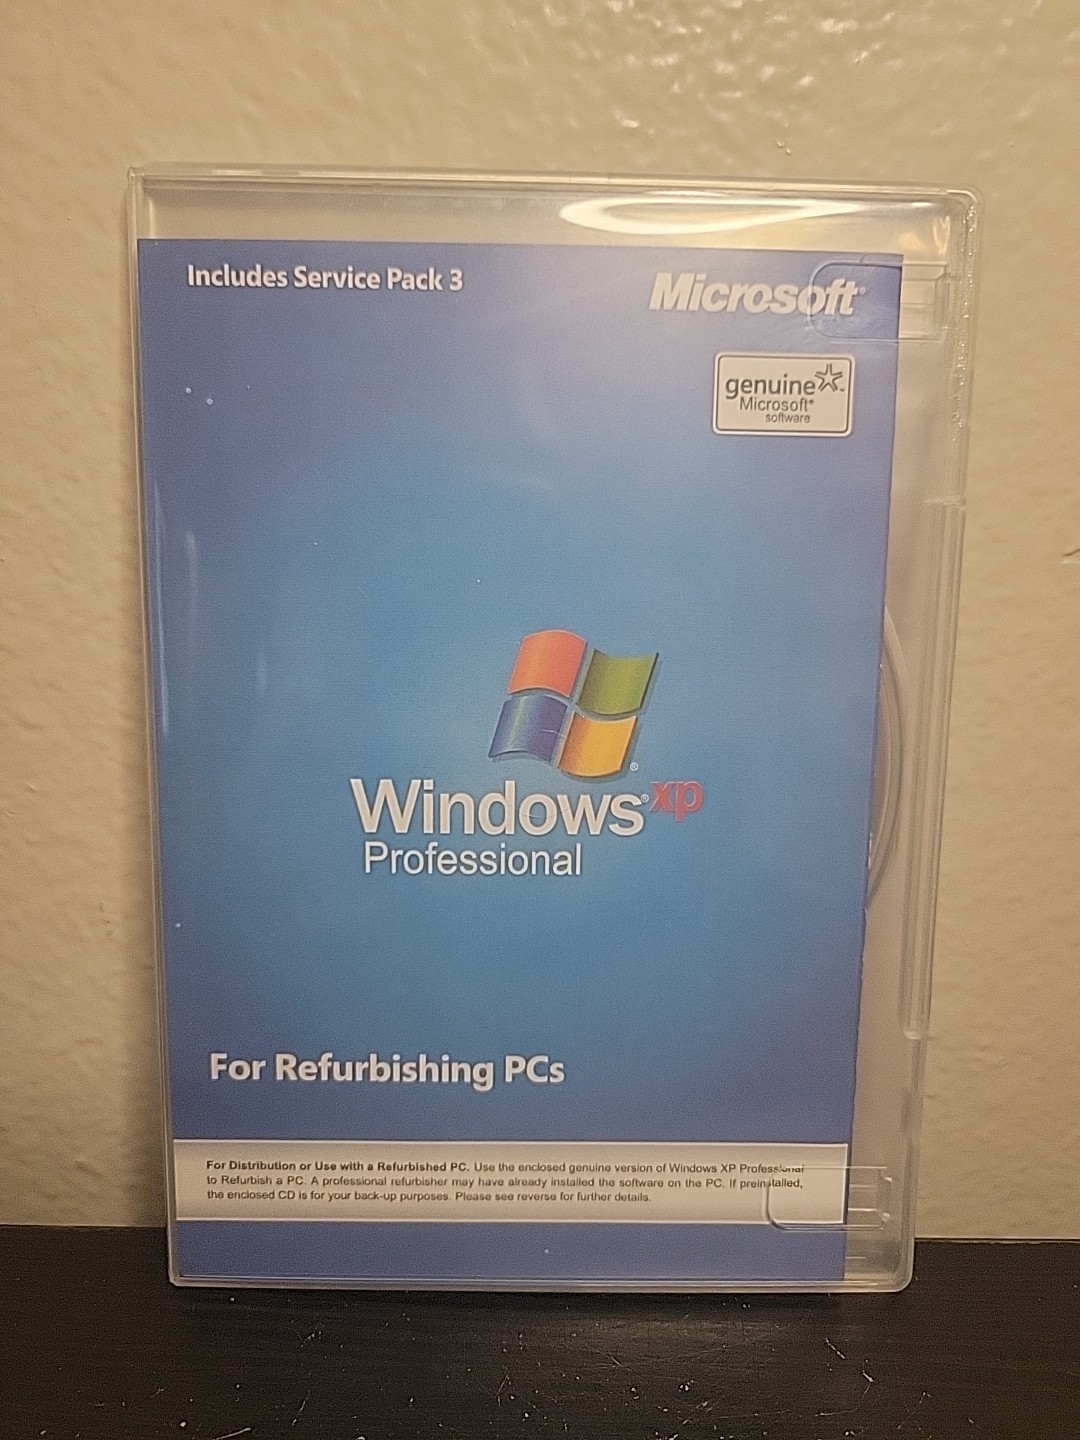 Includes Service Pack 3
Microsoft®
genuine™
Microsoft®
software
Windows® xp
Professional
For Refurbishing PCs
For Distribution or Use with a Refurbished PC. Use the enclosed genuine version of Windows XP Professional
to Refurbish a PC. A professional refurbisher may have already installed the software on the PC. If preinstalled,
the enclosed CD is for your back-up purposes. Please see reverse for further details.